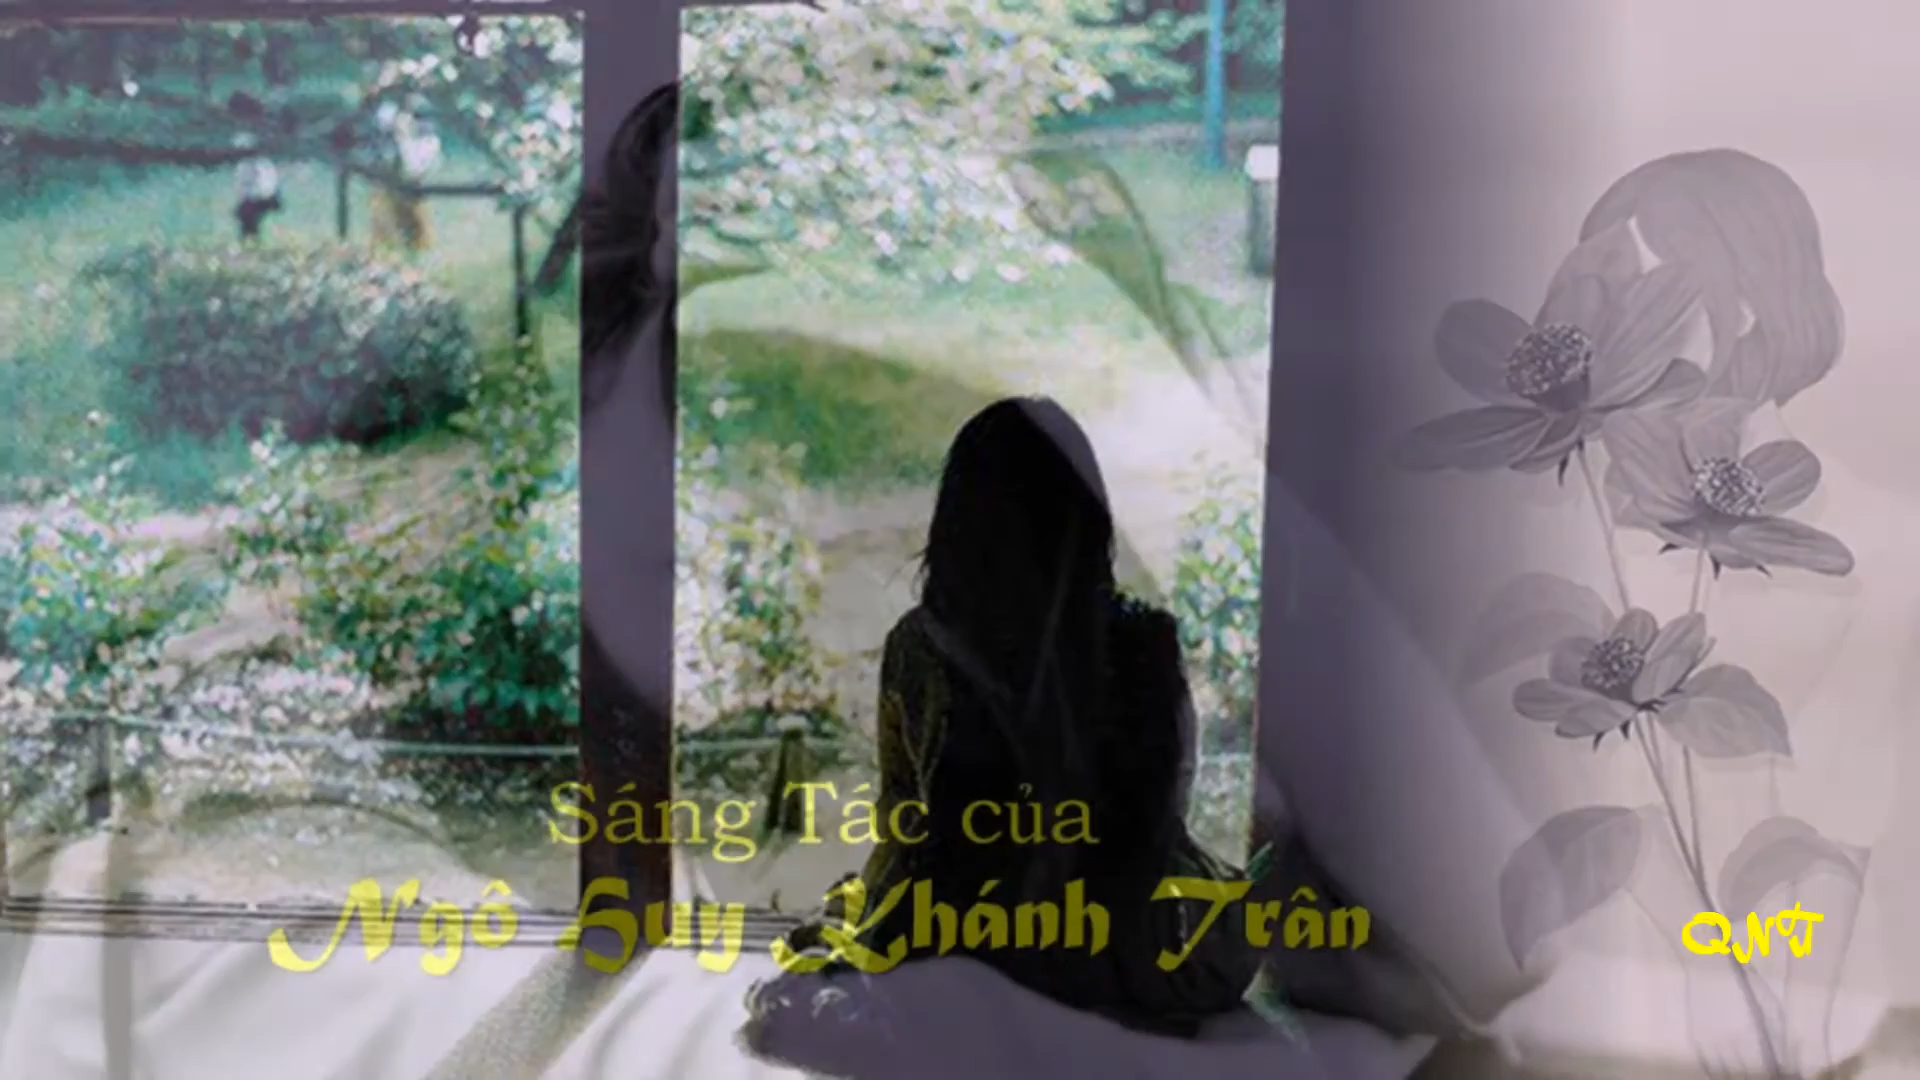 Sáng Tác của
Ngô Huy Khánh Trân
QNT